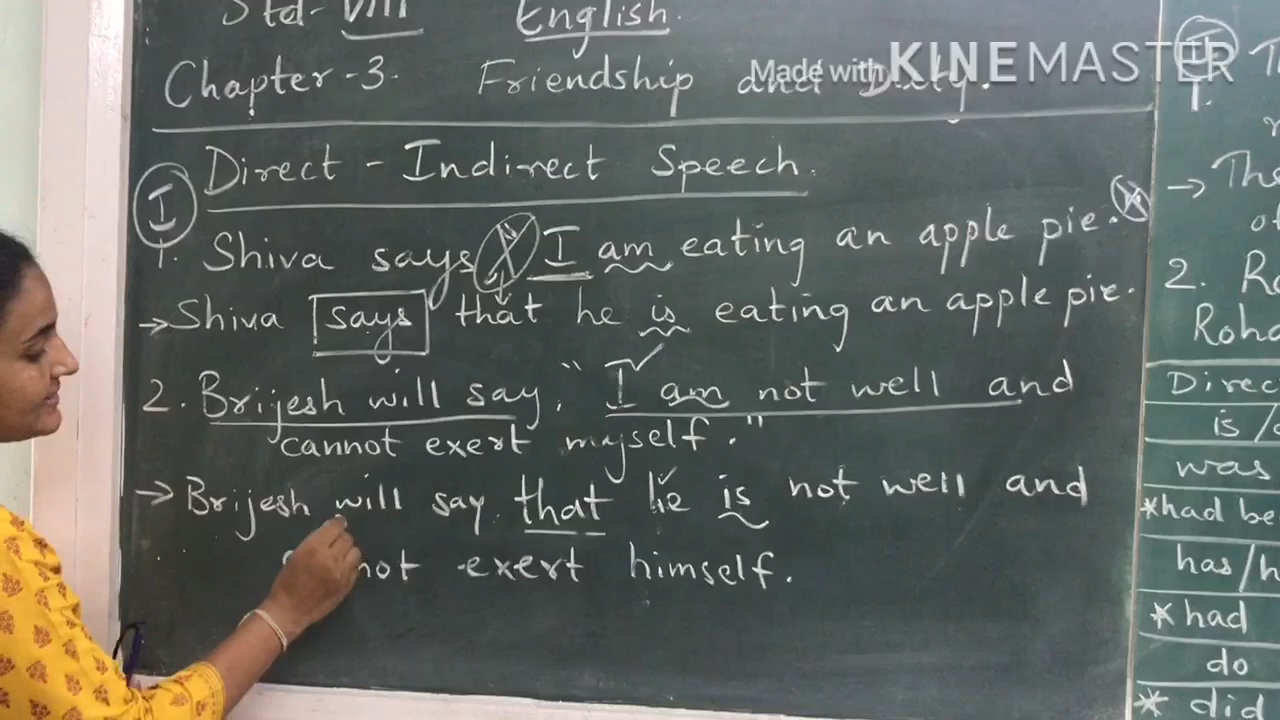 Std- VIII English.
Chapter-3. Friendship and Duty.
Made with KINEMASTER
Direct - Indirect Speech.
I
1. Shiva says, " I am eating an apple pie."
→ Shiva says that he is eating an apple pie.
2. Brijesh will say, " I am not well and
cannot exert myself."
→ Brijesh will say that he is not well and
not exert himself.
I
1.
→ The
2.
Direc
is /
was
*had be
has/h
* had
do
* did